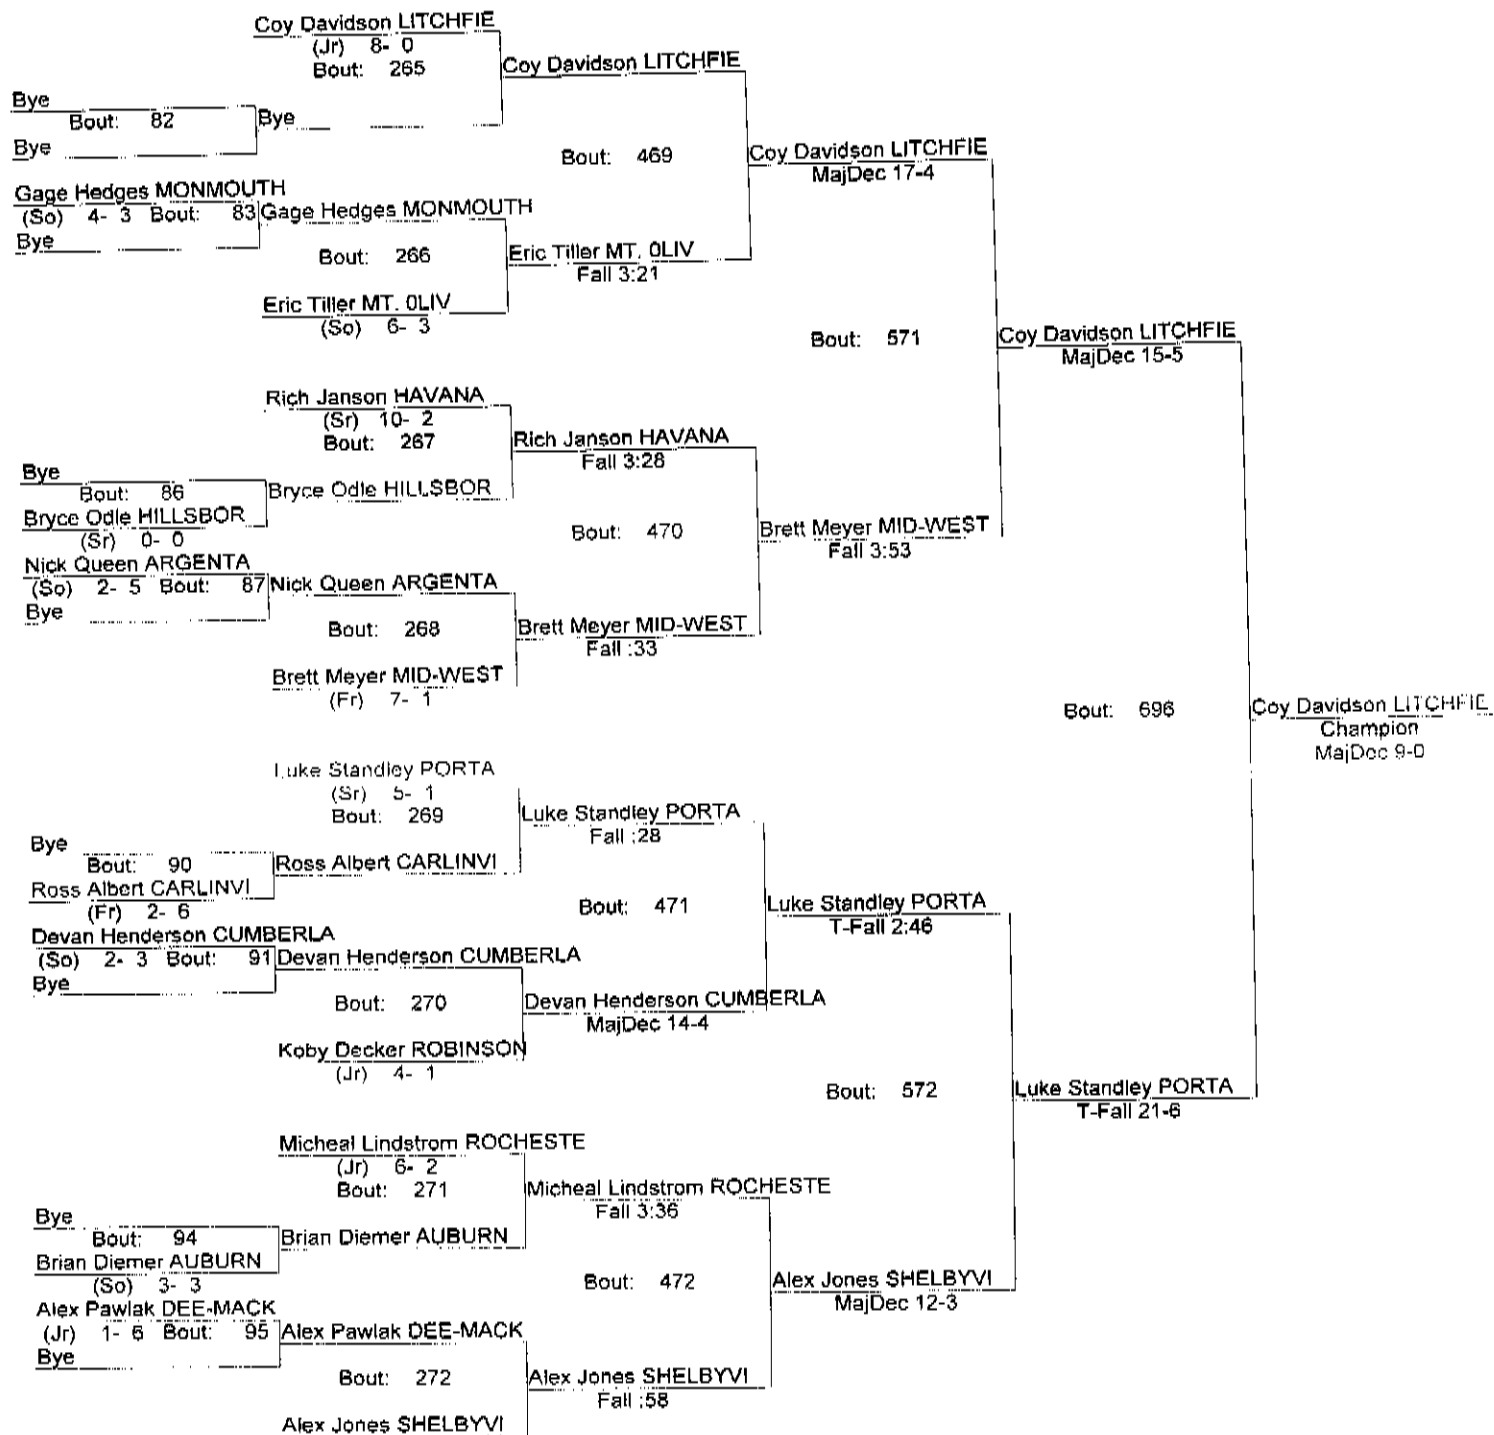 Coy Davidson LITCHFIE
(Jr) 8- 0
Bout: 265
Coy Davidson LITCHFIE
Bye
Bout: 82
Bye
Bye
Bout: 469
Coy Davidson LITCHFIE
MajDec 17-4
Gage Hedges MONMOUTH
(So) 4- 3 Bout: 83
Gage Hedges MONMOUTH
Bye
Bout: 266
Eric Tiller MT. 0LIV
Fall 3:21
Eric Tiller MT. 0LIV
(So) 6- 3
Bout: 571
Coy Davidson LITCHFIE
MajDec 15-5
Rich Janson HAVANA
(Sr) 10- 2
Bout: 267
Rich Janson HAVANA
Fall 3:28
Bye
Bout: 86
Bryce Odle HILLSBOR
Bryce Odle HILLSBOR
(Sr) 0- 0
Bout: 470
Brett Meyer MID-WEST
Fall 3:53
Nick Queen ARGENTA
(So) 2- 5 Bout: 87
Nick Queen ARGENTA
Bye
Bout: 268
Brett Meyer MID-WEST
Fall :33
Brett Meyer MID-WEST
(Fr) 7- 1
Bout: 696
Coy Davidson LITCHFIE
Champion
MajDec 9-0
Luke Standley PORTA
(Sr) 5- 1
Bout: 269
Luke Standley PORTA
Fall :28
Bye
Bout: 90
Ross Albert CARLINVI
Ross Albert CARLINVI
(Fr) 2- 6
Bout: 471
Luke Standley PORTA
T-Fall 2:46
Devan Henderson CUMBERLA
(So) 2- 3 Bout: 91
Devan Henderson CUMBERLA
Bye
Bout: 270
Devan Henderson CUMBERLA
MajDec 14-4
Koby Decker ROBINSON
(Jr) 4- 1
Bout: 572
Luke Standley PORTA
T-Fall 21-6
Micheal Lindstrom ROCHESTE
(Jr) 6- 2
Bout: 271
Micheal Lindstrom ROCHESTE
Fall 3:36
Bye
Bout: 94
Brian Diemer AUBURN
Brian Diemer AUBURN
(So) 3- 3
Bout: 472
Alex Jones SHELBYVI
MajDec 12-3
Alex Pawlak DEE-MACK
(Jr) 1- 6 Bout: 95
Alex Pawlak DEE-MACK
Bye
Bout: 272
Alex Jones SHELBYVI
Fall :58
Alex Jones SHELBYVI